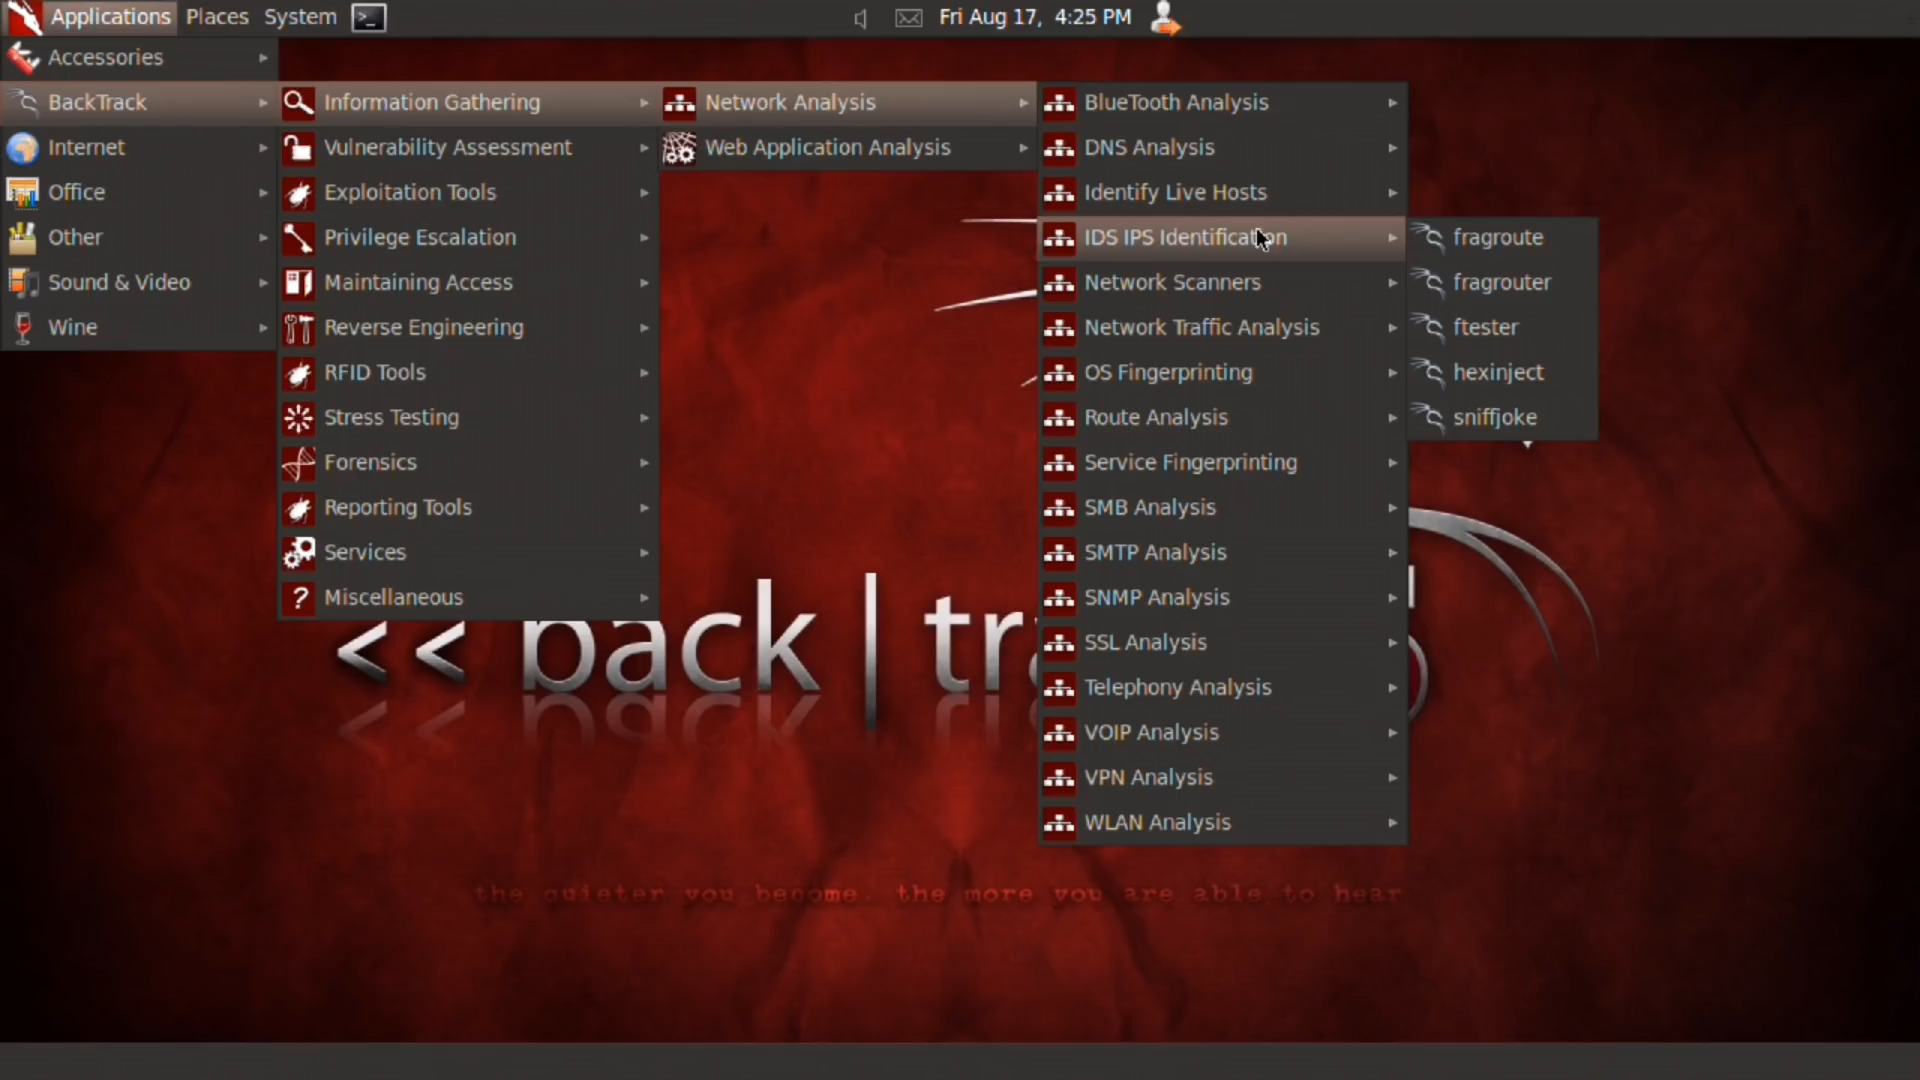 Applications Places System Fri Aug 17, 4:25 PM
Accessories
BackTrack
Internet
Office
Other
Sound & Video
Wine
Information Gathering
Vulnerability Assessment
Exploitation Tools
Privilege Escalation
Maintaining Access
Reverse Engineering
RFID Tools
Stress Testing
Forensics
Reporting Tools
Services
Miscellaneous
Network Analysis
Web Application Analysis
BlueTooth Analysis
DNS Analysis
Identify Live Hosts
IDS IPS Identification
Network Scanners
Network Traffic Analysis
OS Fingerprinting
Route Analysis
Service Fingerprinting
SMB Analysis
SMTP Analysis
SNMP Analysis
SSL Analysis
Telephony Analysis
VOIP Analysis
VPN Analysis
WLAN Analysis
fragroute
fragrouter
ftester
hexinject
sniffjoke
<< back | tr
the quieter you become, the more you are able to hear